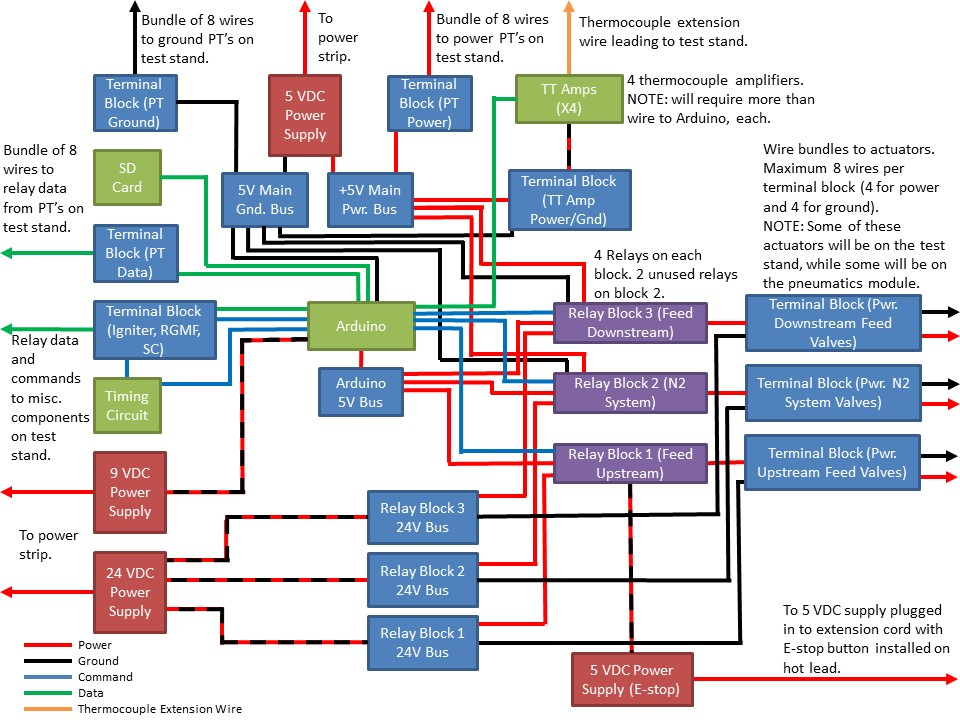 Bundle of 8 wires
to ground PT's on
test stand.
To
power
strip.
Bundle of 8 wires
to power PT's on
test stand.
Thermocouple extension
wire leading to test stand.
Terminal
Block (PT
Ground)
5 VDC
Power
Supply
Terminal
Block (PT
Power)
TT Amps
(X4)
4 thermocouple amplifiers.
NOTE: will require more than
wire to Arduino, each.
Bundle of 8
wires to
relay data
from PT's on
test stand.
SD
Card
5V Main
Gnd. Bus
+5V Main
Pwr. Bus
Terminal Block
(TT Amp
Power/Gnd)
Wire bundles to actuators.
Maximum 8 wires per
terminal block (4 for power
and 4 for ground).
NOTE: Some of these
actuators will be on the test
stand, while some will be on
the pneumatics module.
Terminal
Block (PT
Data)
4 Relays on each
block. 2 unused relays
on block 2.
Terminal Block
(Igniter, RGMF,
SC)
Arduino
Relay Block 3 (Feed
Downstream)
Terminal Block (Pwr.
Downstream Feed
Valves)
Relay data
and
commands
to misc.
components
on test
stand.
Timing
Circuit
Arduino
5V Bus
Relay Block 2 (N2
System)
Terminal Block (Pwr. N2
System Valves)
Relay Block 1 (Feed
Upstream)
Terminal Block (Pwr.
Upstream Feed Valves)
9 VDC
Power
Supply
Relay Block 3
24V Bus
To power
strip.
24 VDC
Power
Supply
Relay Block 2
24V Bus
Relay Block 1
24V Bus
To 5 VDC supply plugged
in to extension cord with
E-stop button installed on
hot lead.
5 VDC Power
Supply (E-stop)
Power
Ground
Command
Data
Thermocouple Extension Wire